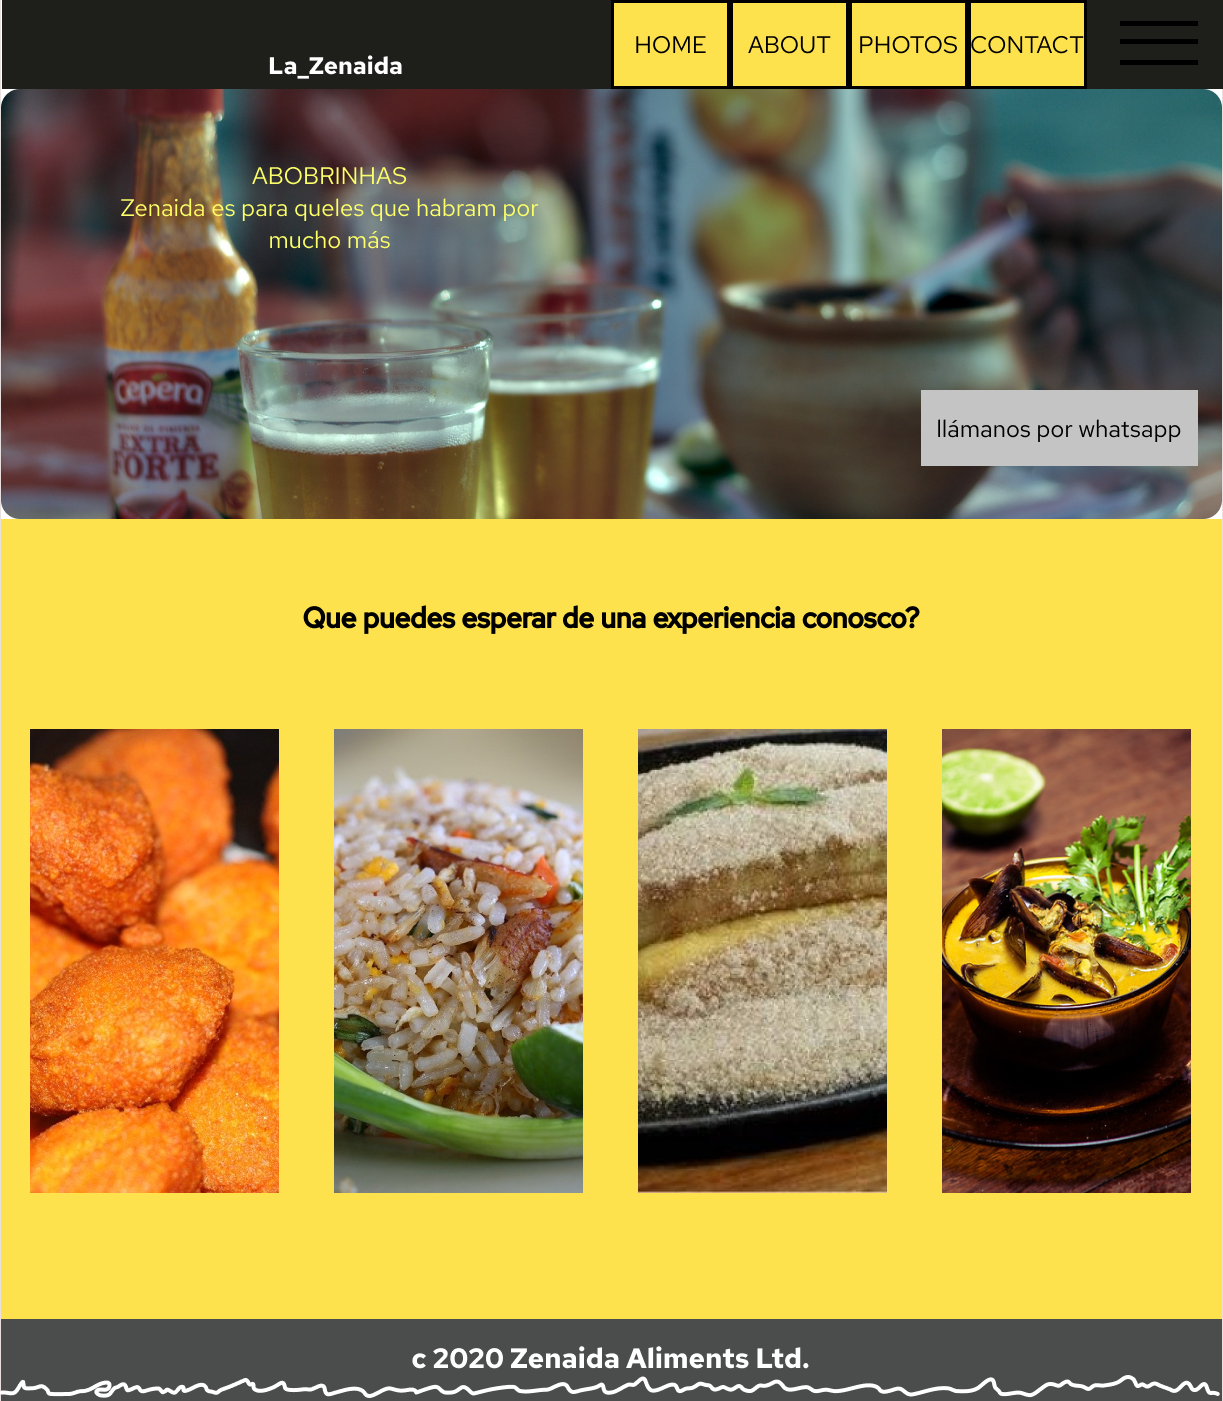 La_Zenaida
HOME
ABOUT
PHOTOS
CONTACT
ABOBRINHAS
Zenaida es para queles que habram por
mucho más
Cepera
EXTRA
FORTE
llámanos por whatsapp
Que puedes esperar de una experiencia conosco?
c 2020 Zenaida Aliments Ltd.